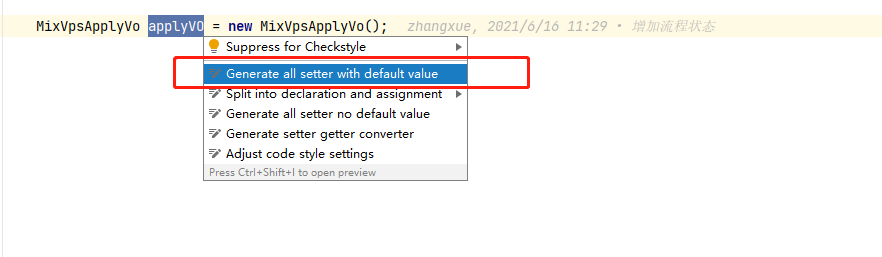 MixVpsApplyVo applyVO = new MixVpsApplyVo(); zhangxue, 2021/6/16 11:29 • 增加流程状态
Suppress for Checkstyle
Generate all setter with default value
Split into declaration and assignment
Generate all setter no default value
Generate setter getter converter
Adjust code style settings
Press Ctrl+Shift+I to open preview